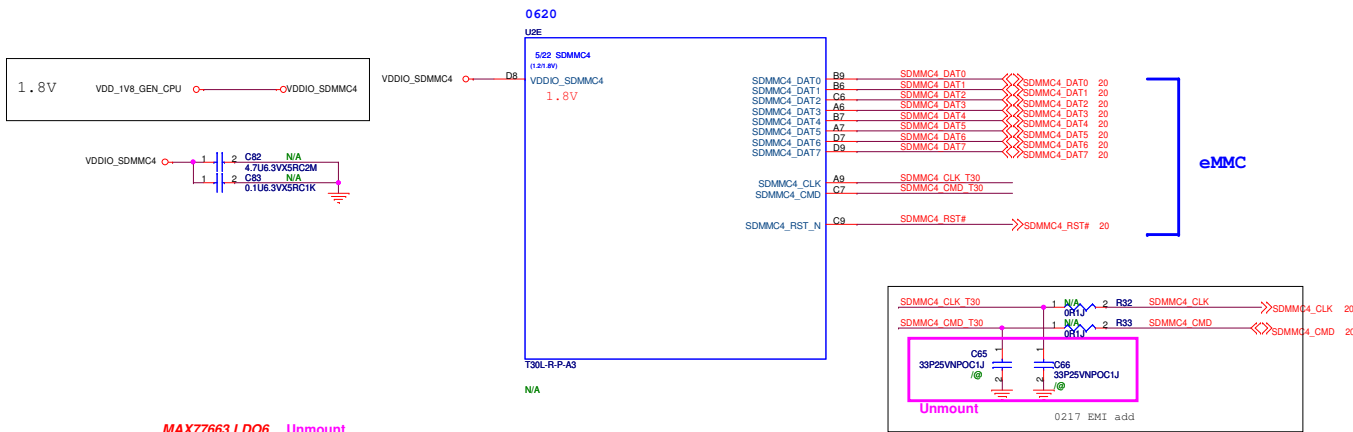 0620
U2E
5/22 SDMMC4
(1.2/1.8V)
1.8V
VDD_1V8_GEN_CPU
VDDIO_SDMMC4
VDDIO_SDMMC4
D8
VDDIO_SDMMC4
1.8V
SDMMC4_DAT0 B9 SDMMC4_DAT0 SDMMC4_DAT0 20
SDMMC4_DAT1 B6 SDMMC4_DAT1 SDMMC4_DAT1 20
SDMMC4_DAT2 C6 SDMMC4_DAT2 SDMMC4_DAT2 20
SDMMC4_DAT3 A6 SDMMC4_DAT3 SDMMC4_DAT3 20
SDMMC4_DAT4 B7 SDMMC4_DAT4 SDMMC4_DAT4 20
SDMMC4_DAT5 A7 SDMMC4_DAT5 SDMMC4_DAT5 20
SDMMC4_DAT6 D7 SDMMC4_DAT6 SDMMC4_DAT6 20
SDMMC4_DAT7 D9 SDMMC4_DAT7 SDMMC4_DAT7 20
eMMC
VDDIO_SDMMC4
1 2 C82 N/A
4.7U6.3VX5RC2M
1 2 C83 N/A
0.1U6.3VX5RC1K
SDMMC4_CLK A9 SDMMC4_CLK_T30
SDMMC4_CMD C7 SDMMC4_CMD_T30
SDMMC4_RST_N C9 SDMMC4_RST# SDMMC4_RST# 20
SDMMC4_CLK_T30 1 N/A 2 R32 SDMMC4_CLK SDMMC4_CLK 20
0R1J
SDMMC4_CMD_T30 1 N/A 2 R33 SDMMC4_CMD SDMMC4_CMD 20
0R1J
C65 1 1
33P25VNPOC1J
/@ 2 2
C66
33P25VNPOC1J
/@
Unmount
0217 EMI add
T30L-R-P-A3
N/A
MAX77663 LDO6 Unmount